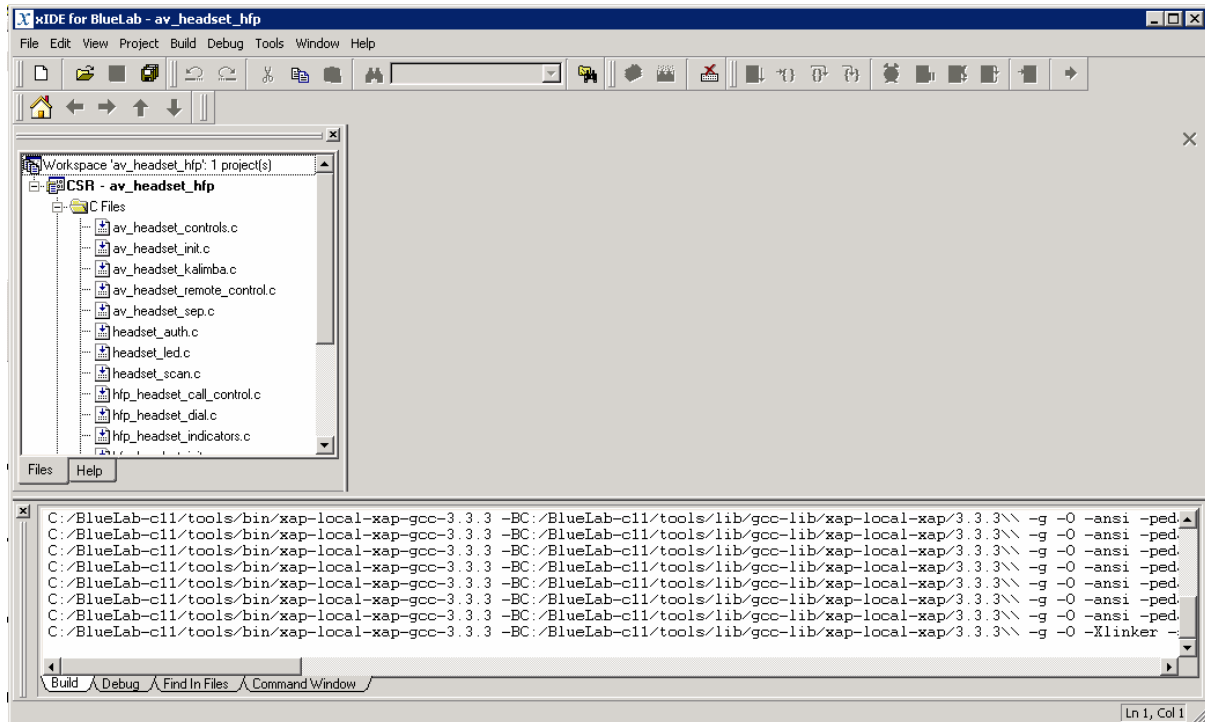 xIDE for BlueLab - av_headset_hfp
File Edit View Project Build Debug Tools Window Help
Workspace 'av_headset_hfp': 1 project(s)
CSR - av_headset_hfp
C Files
av_headset_controls.c
av_headset_init.c
av_headset_kalimba.c
av_headset_remote_control.c
av_headset_sep.c
headset_auth.c
headset_led.c
headset_scan.c
hfp_headset_call_control.c
hfp_headset_dial.c
hfp_headset_indicators.c
Files Help
C:/BlueLab-c11/tools/bin/xap-local-xap-gcc-3.3.3 -BC:/BlueLab-c11/tools/lib/gcc-lib/xap-local-xap/3.3.3\\ -g -O -ansi -ped
C:/BlueLab-c11/tools/bin/xap-local-xap-gcc-3.3.3 -BC:/BlueLab-c11/tools/lib/gcc-lib/xap-local-xap/3.3.3\\ -g -O -ansi -ped
C:/BlueLab-c11/tools/bin/xap-local-xap-gcc-3.3.3 -BC:/BlueLab-c11/tools/lib/gcc-lib/xap-local-xap/3.3.3\\ -g -O -ansi -ped
C:/BlueLab-c11/tools/bin/xap-local-xap-gcc-3.3.3 -BC:/BlueLab-c11/tools/lib/gcc-lib/xap-local-xap/3.3.3\\ -g -O -ansi -ped
C:/BlueLab-c11/tools/bin/xap-local-xap-gcc-3.3.3 -BC:/BlueLab-c11/tools/lib/gcc-lib/xap-local-xap/3.3.3\\ -g -O -ansi -ped
C:/BlueLab-c11/tools/bin/xap-local-xap-gcc-3.3.3 -BC:/BlueLab-c11/tools/lib/gcc-lib/xap-local-xap/3.3.3\\ -g -O -ansi -ped
C:/BlueLab-c11/tools/bin/xap-local-xap-gcc-3.3.3 -BC:/BlueLab-c11/tools/lib/gcc-lib/xap-local-xap/3.3.3\\ -g -O -ansi -ped
C:/BlueLab-c11/tools/bin/xap-local-xap-gcc-3.3.3 -BC:/BlueLab-c11/tools/lib/gcc-lib/xap-local-xap/3.3.3\\ -g -O -Xlinker -
Build Debug Find In Files Command Window
Ln 1, Col 1